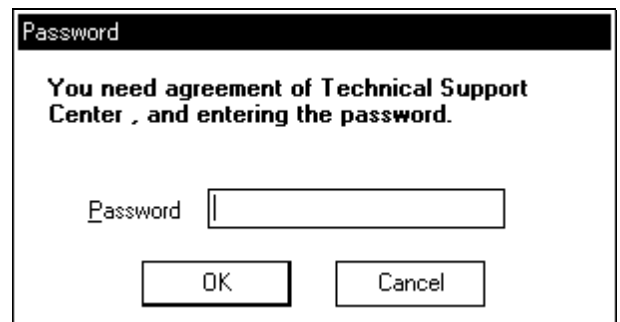 Password
You need agreement of Technical Support
Center , and entering the password.
Password
OK
Cancel